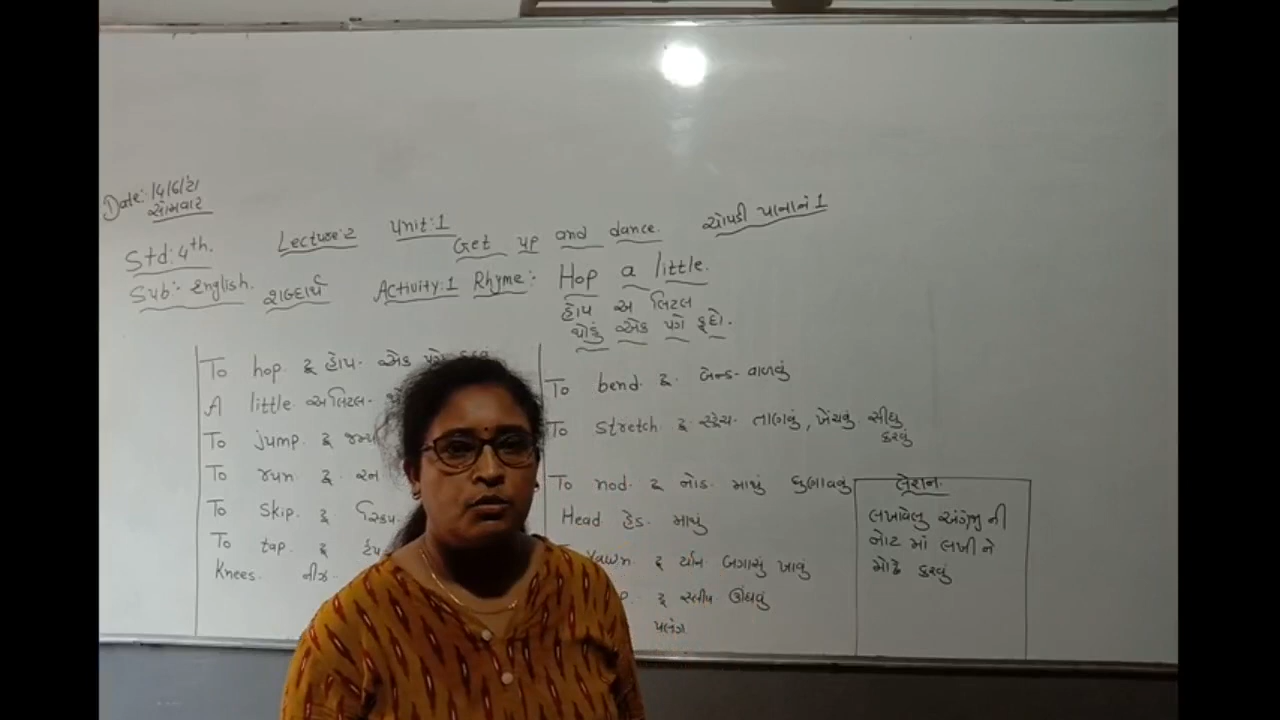 Date: 14/6/21
સોમવાર
Std: 4th. Lecture: 2 Unit: 1 Get up and dance. ચોપડી પાના નં 1
Sub:- English. શબ્દાર્થ Activity: 1 Rhyme:- Hop a little.
હોપ અ લિટલ
થોડું એક પગે કૂદો.
To hop. ટૂ હોપ- એક પગે
A little અ લિટલ-
To jump. ટૂ જમ્પ
To run. ટૂ. રન
To skip. ટૂ સ્કિપ
To tap. ટૂ ટેપ
Knees. નીઝ.
To bend. ટૂ. બેન્ડ- વાળવું
To stretch. ટૂ સ્ટ્રેચ- તાણવું, ખેંચવું. સીધુ
કરવું
To nod. ટૂ નોડ. માથું ધુણાવવું
Head હેડ. માથું
Yawn. ટૂ યૉન બગાસું ખાવું
ટૂ સ્લીપ ઊંઘવું
પલંગ
લેશન.
લખાવેલુ અંગ્રેજી ની
નોટ માં લખી ને
મોઢે કરવું